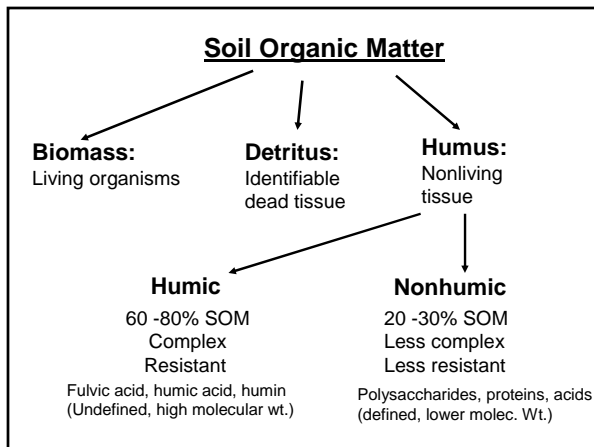 Soil Organic Matter
Biomass:
Living organisms
Detritus:
Identifiable
dead tissue
Humus:
Nonliving
tissue
Humic
60 -80% SOM
Complex
Resistant
Fulvic acid, humic acid, humin
(Undefined, high molecular wt.)
Nonhumic
20 -30% SOM
Less complex
Less resistant
Polysaccharides, proteins, acids
(defined, lower molec. Wt.)